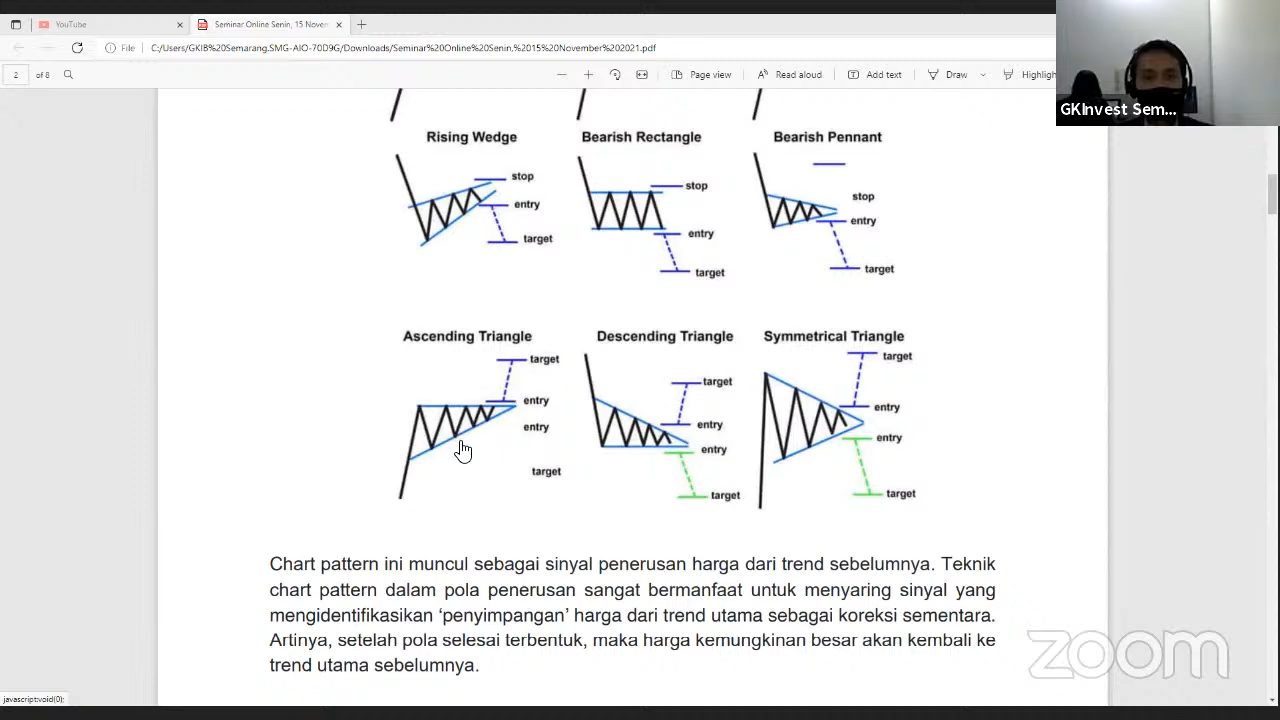 YouTube
Seminar Online Senin, 15 Noven
File
C:/Users/GKIB%20Semarang.SMG-AIO-70D9G/Downloads/Seminar%20Online%20Senin,%2015%20November%202021.pdf
2 of 8
Page view
Read aloud
Add text
Draw
Highligh
GKInvest Sem...
Rising Wedge
Bearish Rectangle
Bearish Pennant
stop
entry
target
stop
entry
target
stop
entry
target
Ascending Triangle
Descending Triangle
Symmetrical Triangle
target
entry
entry
target
target
entry
entry
target
target
entry
entry
target
Chart pattern ini muncul sebagai sinyal penerusan harga dari trend sebelumnya. Teknik
chart pattern dalam pola penerusan sangat bermanfaat untuk menyaring sinyal yang
mengidentifikasikan ‘penyimpangan’ harga dari trend utama sebagai koreksi sementara.
Artinya, setelah pola selesai terbentuk, maka harga kemungkinan besar akan kembali ke
trend utama sebelumnya.
zoom
javascript:void(0);